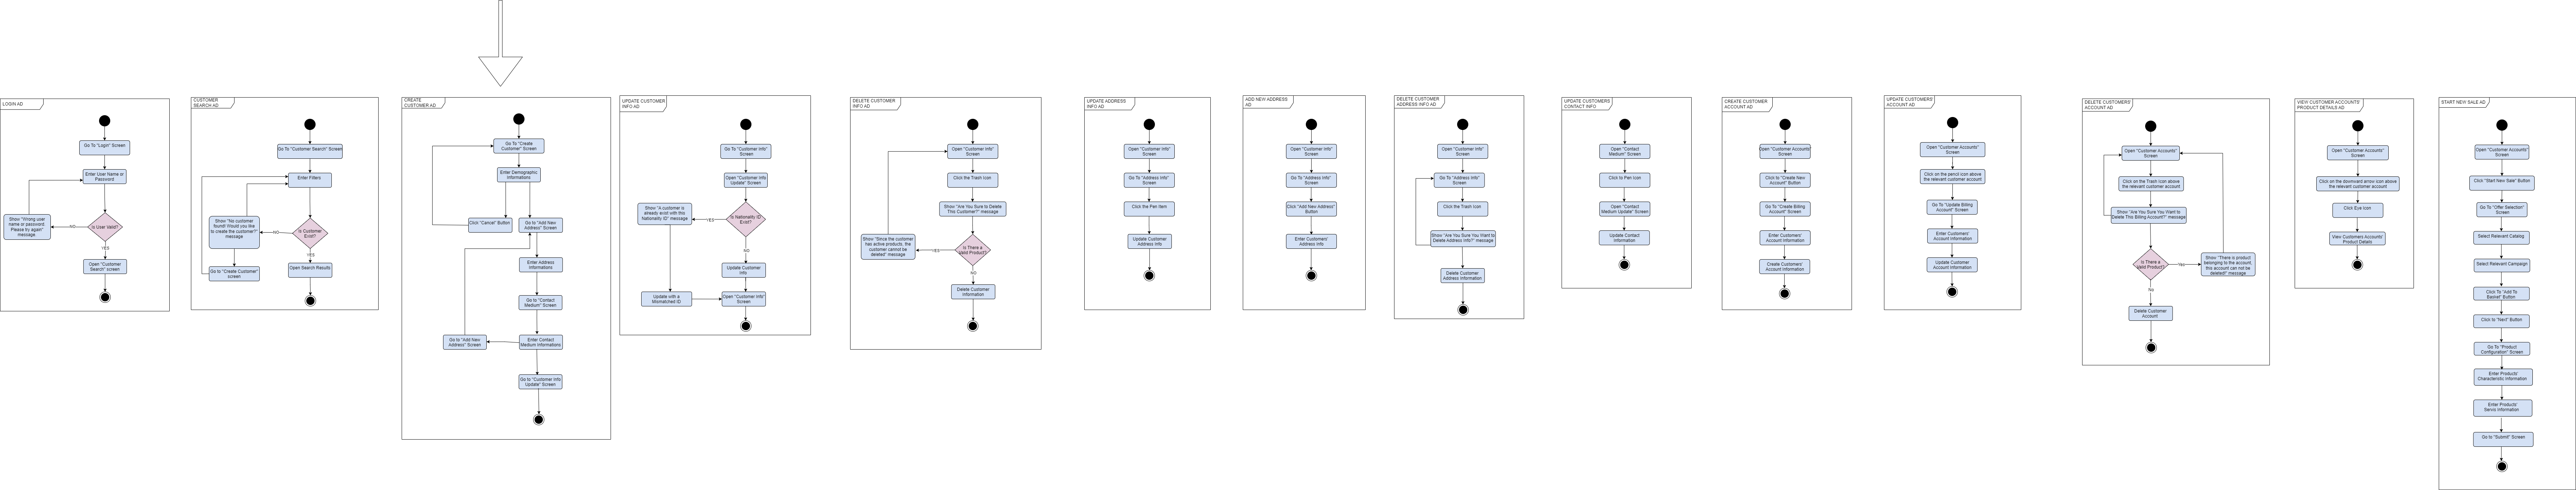 LOGIN AD
Go To "Login" Screen
Enter User Name or
Password
Is User Valid?
NO
Show "Wrong user
name or password.
Please try again"
message
YES
Open "Customer
Search" screen
CUSTOMER
SEARCH AD
Go To "Customer Search" Screen
Enter Filters
Is Customer
Exist?
NO
Show "No customer
found! Would you like
to create the customer?"
message
Go to "Create Customer"
screen
YES
Open Search Results
CREATE
CUSTOMER AD
Go To "Create
Customer" Screen
Enter Demographic
Informations
Click "Cancel" Button
Go to "Add New
Address" Screen
Enter Address
Informations
Go to "Contact
Medium" Screen
Enter Contact
Medium Informations
Go to "Add New
Address" Screen
Go to "Customer Info
Update" Screen
UPDATE CUSTOMER
INFO AD
Go To "Customer Info"
Screen
Open "Customer Info
Update" Screen
Is Nationality ID
Exist?
YES
Show "A customer is
already exist with this
Nationality ID" message
Update with a
Mismatched ID
NO
Update Customer
Info
Open "Customer Info"
Screen
DELETE CUSTOMER
INFO AD
Open "Customer Info"
Screen
Click the Trash Icon
Show "Are You Sure to Delete
This Customer?" message
Is There a
Valid Product?
YES
Show "Since the customer
has active products, the
customer cannot be
deleted" message
NO
Delete Customer
Information
UPDATE ADDRESS
INFO AD
Open "Customer Info"
Screen
Go To "Address Info"
Screen
Click the Pen Item
Update Customer
Address Info
ADD NEW ADDRESS
AD
Open "Customer Info"
Screen
Go To "Address Info"
Screen
Click "Add New Address"
Button
Enter Customers'
Address Info
DELETE CUSTOMER
ADDRESS INFO AD
Open "Customer Info"
Screen
Go To "Address Info"
Screen
Click the Trash Icon
Show "Are You Sure You Want to
Delete Address Info?" message
Delete Customer
Address Information
UPDATE CUSTOMERS
CONTACT INFO
Open "Contact
Medium" Screen
Click to Pen Icon
Open "Contact
Medium Update" Screen
Update Contact
Information
CREATE CUSTOMER
ACCOUNT AD
Open "Customer Accounts"
Screen
Click to "Create New
Account" Button
Go To "Create Billing
Account" Screen
Enter Customers'
Account Information
Create Customers'
Account Information
UPDATE CUSTOMERS'
ACCOUNT AD
Open "Customer Accounts"
Screen
Click on the pencil icon above
the relevant customer account
Go To "Update Billing
Account" Screen
Enter Customers'
Account Information
Update Customer
Account Information
DELETE CUSTOMERS'
ACCOUNT AD
Open "Customer Accounts"
Screen
Click on the Trash Icon above
the relevant customer account
Show "Are You Sure You Want to
Delete This Billing Account?" message
Is There a
Valid Product?
Yes
Show "There is product
belonging to the account,
this account can not be
deleted!" message
No
Delete Customer
Account
VIEW CUSTOMER ACCOUNTS'
PRODUCT DETAILS AD
Open "Customer Accounts"
Screen
Click on the downward arrow icon above
the relevant customer account
Click Eye Icon
View Customers Accounts'
Product Details
START NEW SALE AD
Open "Customer Accounts"
Screen
Click "Start New Sale" Button
Go To "Offer Selection"
Screen
Select Relevant Catalog
Select Relevant Campaign
Click To "Add To
Basket" Button
Click to "Next" Button
Go To "Product
Configuration" Screen
Enter Products'
Characteristic Information
Enter Products'
Servis Information
Go to "Submit" Screen